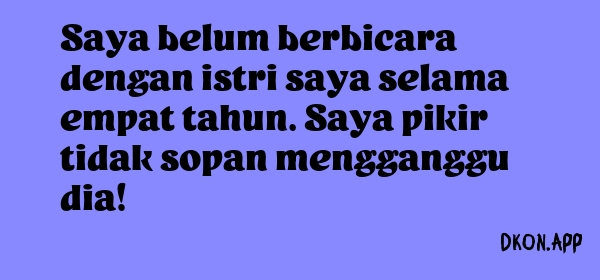 Saya belum berbicara
dengan istri saya selama
empat tahun. Saya pikir
tidak sopan mengganggu
dia!
DKON.APP